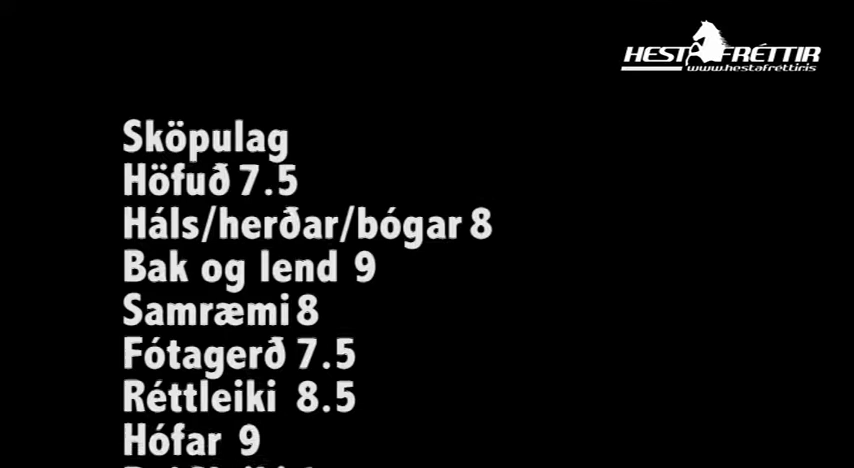 HESTAFRÉTTIR
www.hestafrettir.is
Sköpulag
Höfuð 7.5
Háls/herðar/bógar 8
Bak og lend 9
Samræmi 8
Fótagerð 7.5
Réttleiki 8.5
Hófar 9